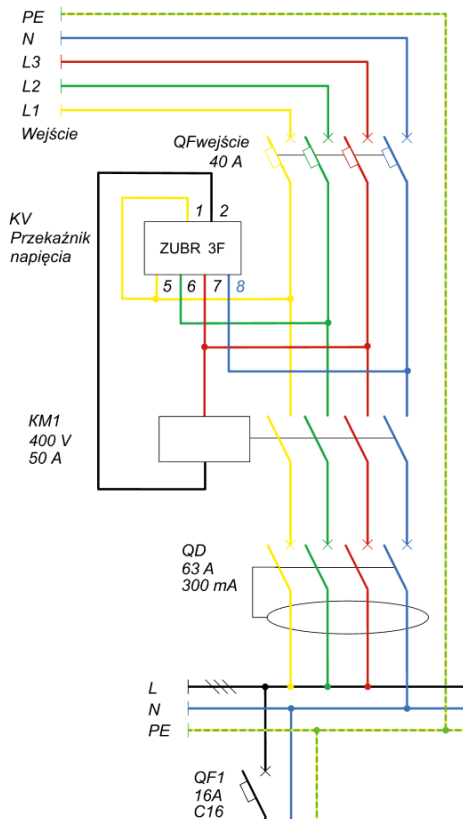 PE
N
L3
L2
L1
Wejście
QFwejście
40 A
KV
Przekaźnik
napięcia
1 2
ZUBR 3F
5 6 7 8
KM1
400 V
50 A
QD
63 A
300 mA
L
N
PE
QF1
16A
C16